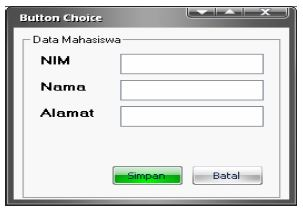 Button Choice
Data Mahasiswa
NIM
Nama
Alamat
Simpan Batal